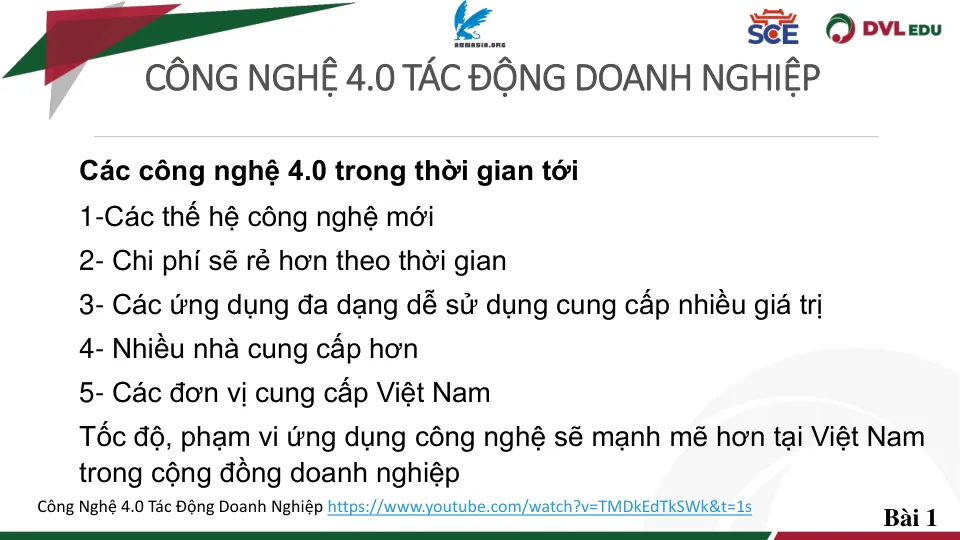 AHMASIA.ORG
SCE
DVL EDU
CÔNG NGHỆ 4.0 TÁC ĐỘNG DOANH NGHIỆP
Các công nghệ 4.0 trong thời gian tới
1-Các thế hệ công nghệ mới
2- Chi phí sẽ rẻ hơn theo thời gian
3- Các ứng dụng đa dạng dễ sử dụng cung cấp nhiều giá trị
4- Nhiều nhà cung cấp hơn
5- Các đơn vị cung cấp Việt Nam
Tốc độ, phạm vi ứng dụng công nghệ sẽ mạnh mẽ hơn tại Việt Nam
trong cộng đồng doanh nghiệp
Công Nghệ 4.0 Tác Động Doanh Nghiệp https://www.youtube.com/watch?v=TMDkEdTkSWk&t=1s
Bài 1